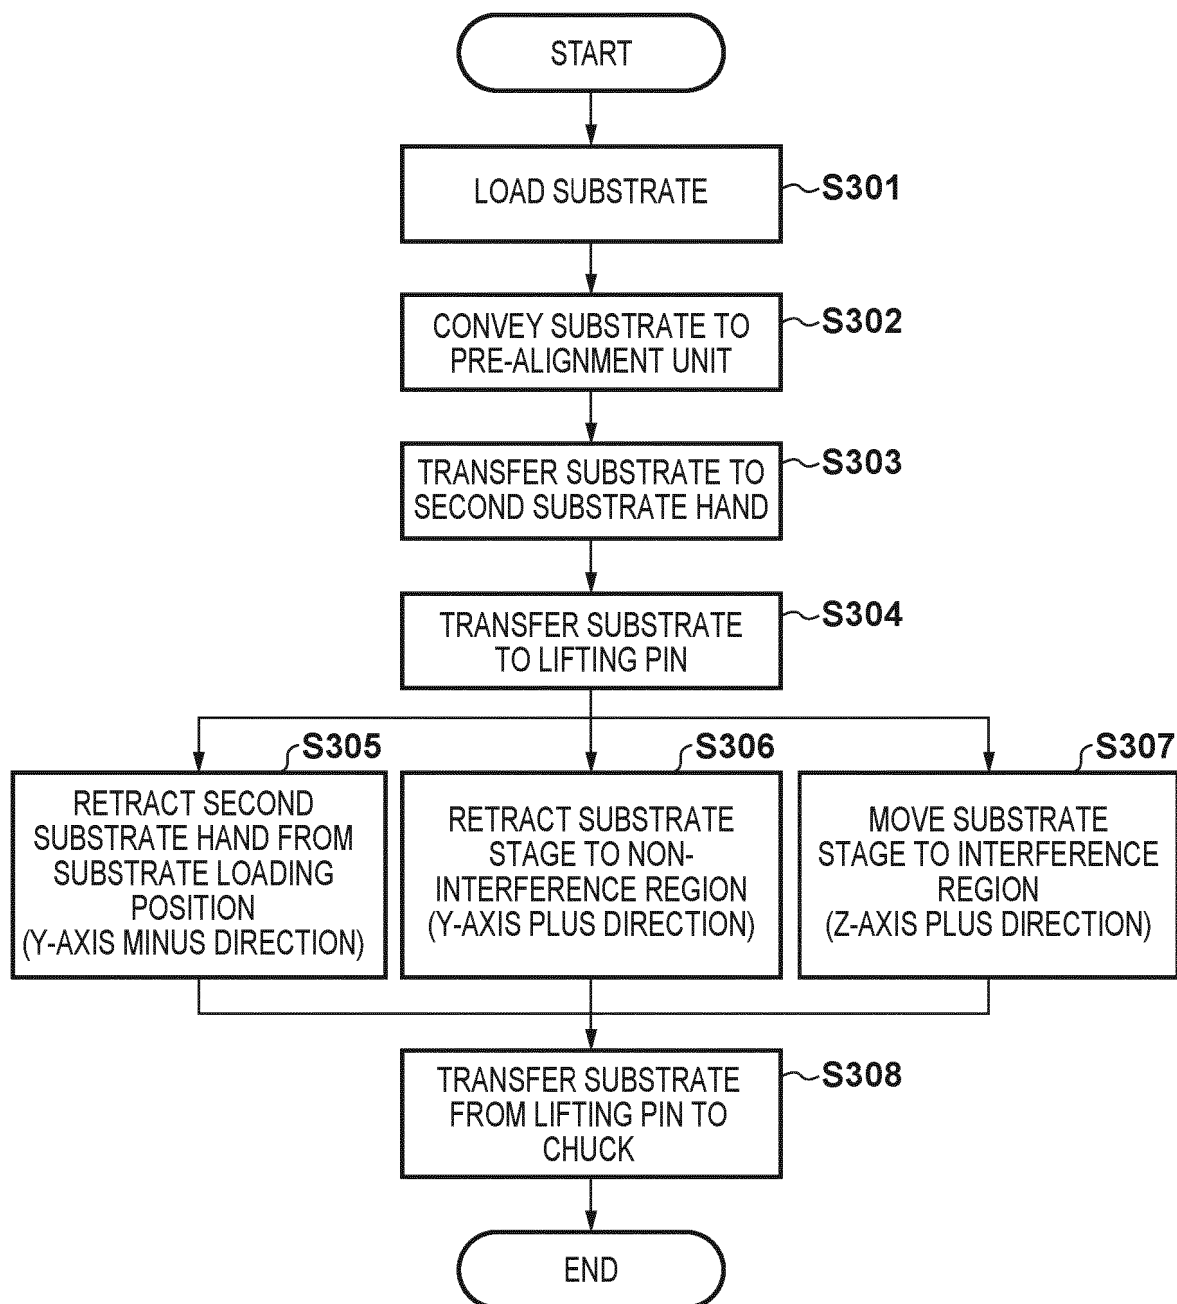 START
LOAD SUBSTRATE
S301
CONVEY SUBSTRATE TO
PRE-ALIGNMENT UNIT
S302
TRANSFER SUBSTRATE TO
SECOND SUBSTRATE HAND
S303
TRANSFER SUBSTRATE
TO LIFTING PIN
S304
S305
RETRACT SECOND
SUBSTRATE HAND FROM
SUBSTRATE LOADING
POSITION
(Y-AXIS MINUS DIRECTION)
S306
RETRACT SUBSTRATE
STAGE TO NON-
INTERFERENCE REGION
(Y-AXIS PLUS DIRECTION)
S307
MOVE SUBSTRATE
STAGE TO INTERFERENCE
REGION
(Z-AXIS PLUS DIRECTION)
TRANSFER SUBSTRATE
FROM LIFTING PIN TO
CHUCK
S308
END